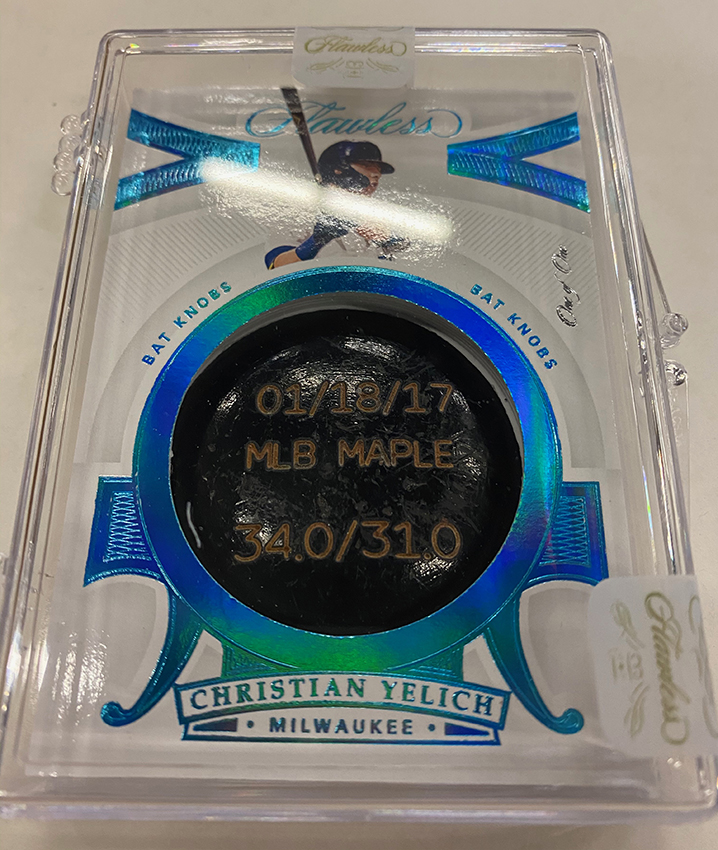 Flawless
Flawless
One of One
BAT KNOBS
BAT KNOBS
01/18/17
MLB MAPLE
34.0/31.0
Flawless
CHRISTIAN YELICH
• MILWAUKEE •